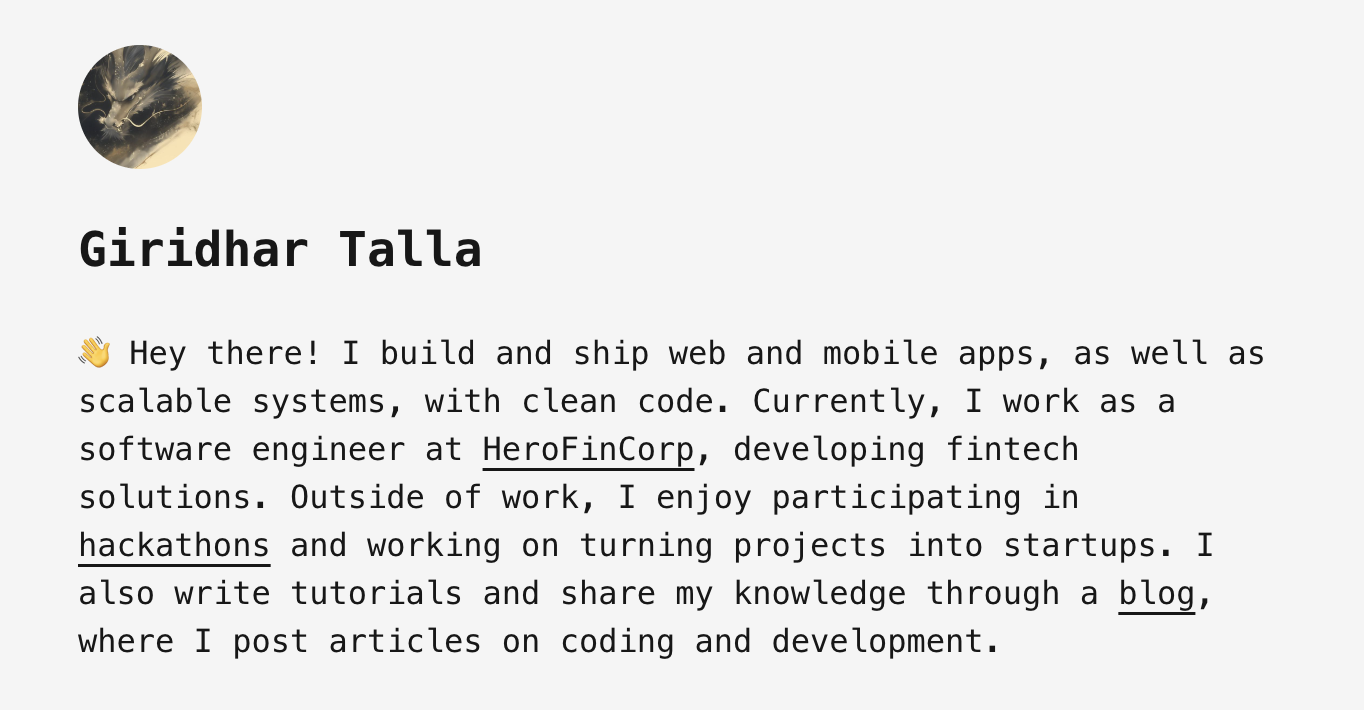 Giridhar Talla
👋 Hey there! I build and ship web and mobile apps, as well as
scalable systems, with clean code. Currently, I work as a
software engineer at HeroFinCorp, developing fintech
solutions. Outside of work, I enjoy participating in
hackathons and working on turning projects into startups. I
also write tutorials and share my knowledge through a blog,
where I post articles on coding and development.